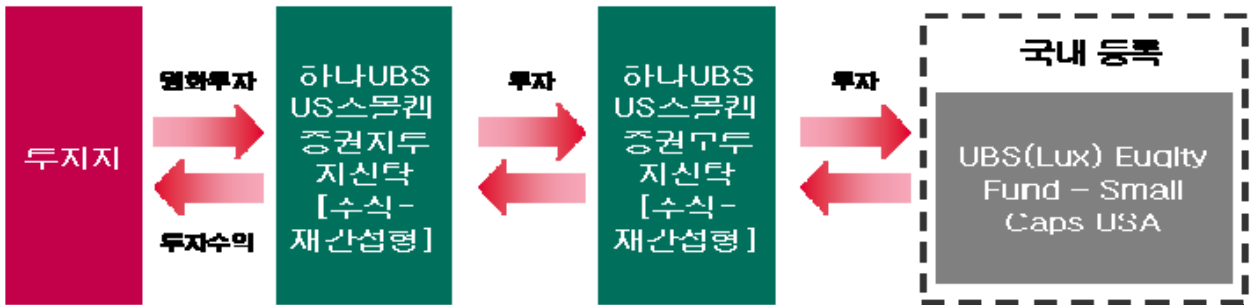 투자자
원화투자
투자수익
하나UBS
US스몰캡
증권자투
자신탁
[주식-
재간접형]
투자
하나UBS
US스몰캡
증권모투
자신탁
[주식-
재간접형]
투자
국내 등록
UBS(Lux) Euqity
Fund – Small
Caps USA